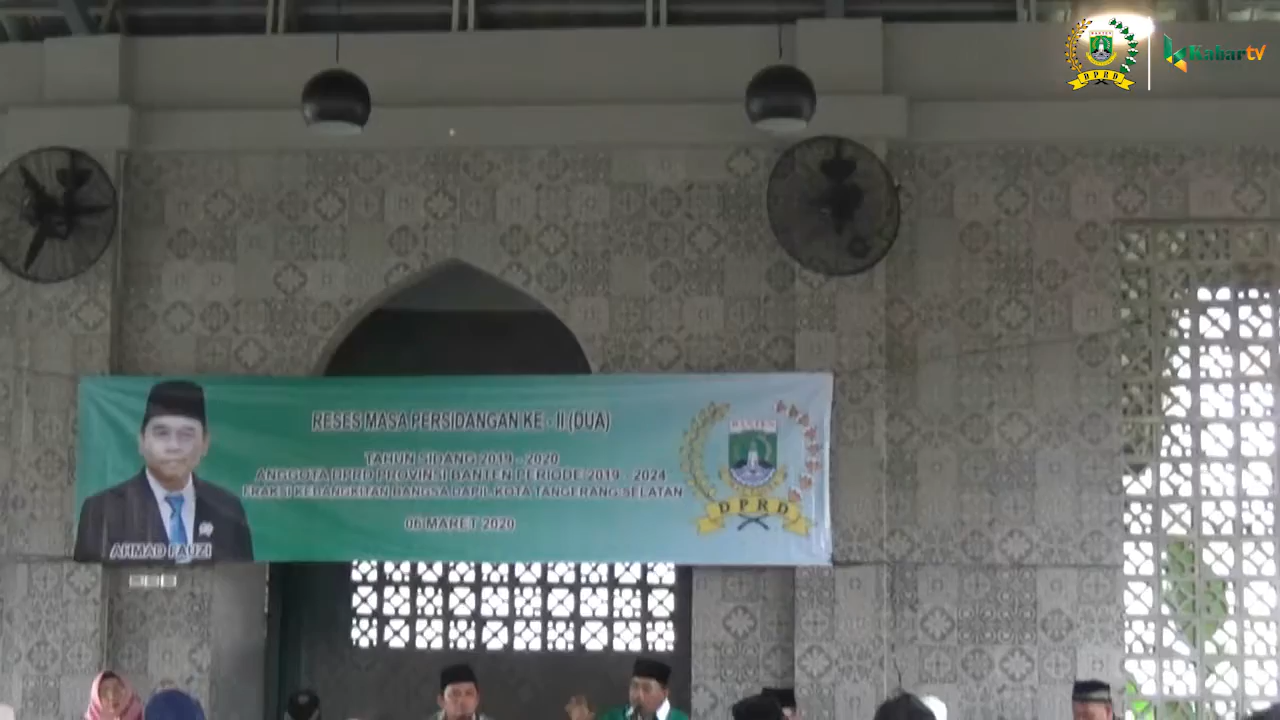 DPRD
Kabartv
RESES MASA PERSIDANGAN KE - II (DUA)
TAHUN SIDANG 2019 - 2020
ANGGOTA DPRD PROVINSI BANTEN PERIODE 2019 - 2024
FRAKSI KEBANGKITAN BANGSA DAPIL KOTA TANGERANG SELATAN
06 MARET 2020
AHMAD FAUZI
BANTEN
DPRD